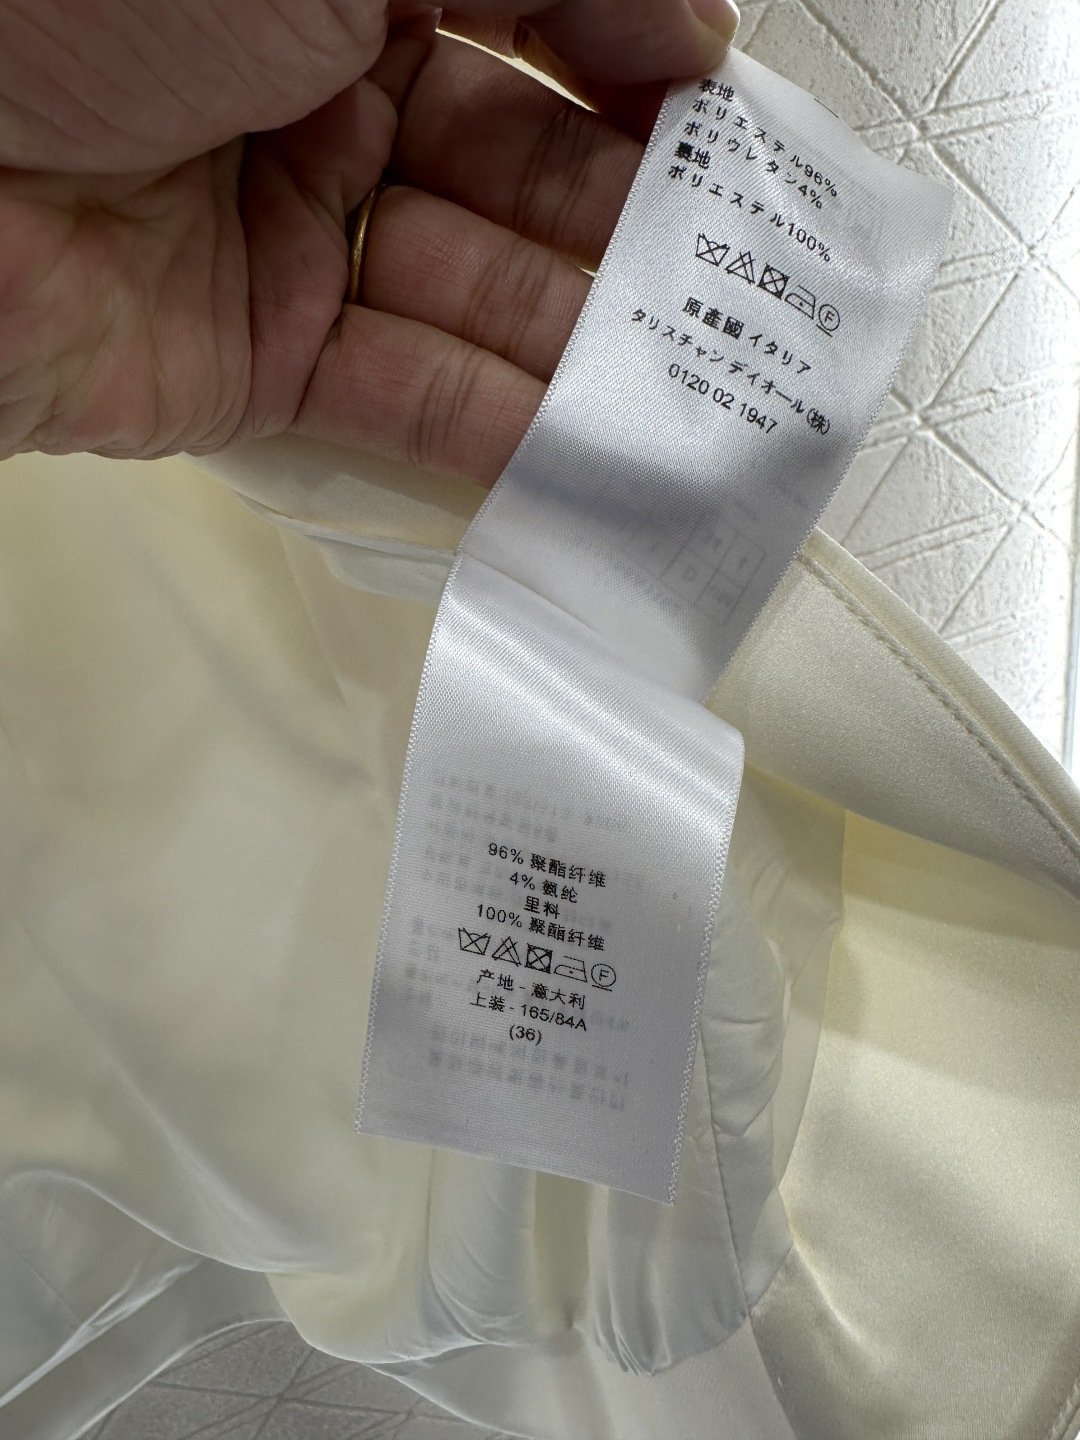 表地
ポリエステル96%
ポリウレタン4%
裏地
ポリエステル100%
F
原產國イタリア
タリスチャン ディオール(株)
0120 02 1947
96% 聚酯纤维
4% 氨纶
里料
100% 聚酯纤维
F
产地 - 意大利
上装 - 165/84A
(36)